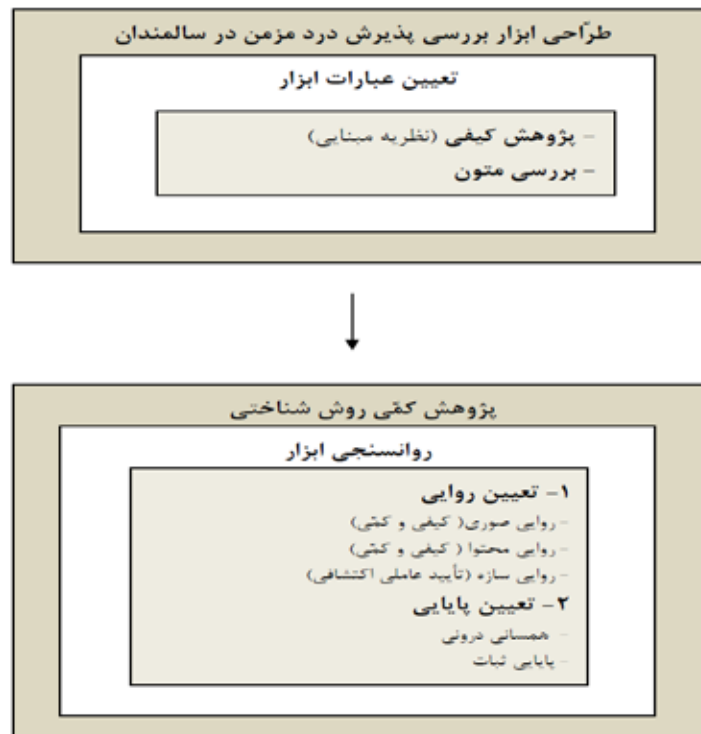 طرّاحی ابزار بررسی پذیرش درد مزمن در سالمندان
تعیین عبارات ابزار
- پژوهش کیفی (نظریه مبنایی)
- بررسی متون
پژوهش کمّی روش شناختی
روانسنجی ابزار
۱- تعیین روایی
- روایی صوری( کیفی و کمّی)
- روایی محتوا ( کیفی و کمّی)
- روایی سازه (تأیید عاملی اکتشافی)
۲- تعیین پایایی
- همسانی درونی
- پایایی ثبات